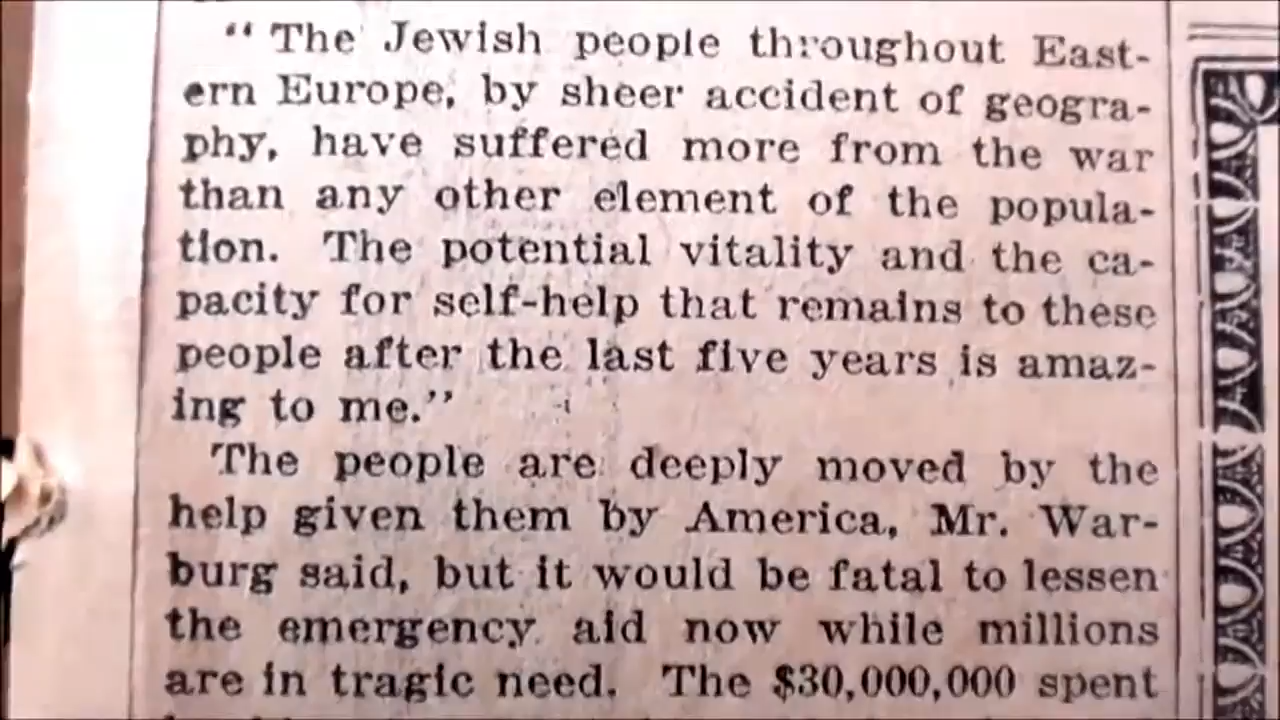 “The Jewish people throughout East-
ern Europe, by sheer accident of geogra-
phy, have suffered more from the war
than any other element of the popula-
tion. The potential vitality and the ca-
pacity for self-help that remains to these
people after the last five years is amaz-
ing to me.”
The people are deeply moved by the
help given them by America, Mr. War-
burg said, but it would be fatal to lessen
the emergency aid now while millions
are in tragic need. The $30,000,000 spent